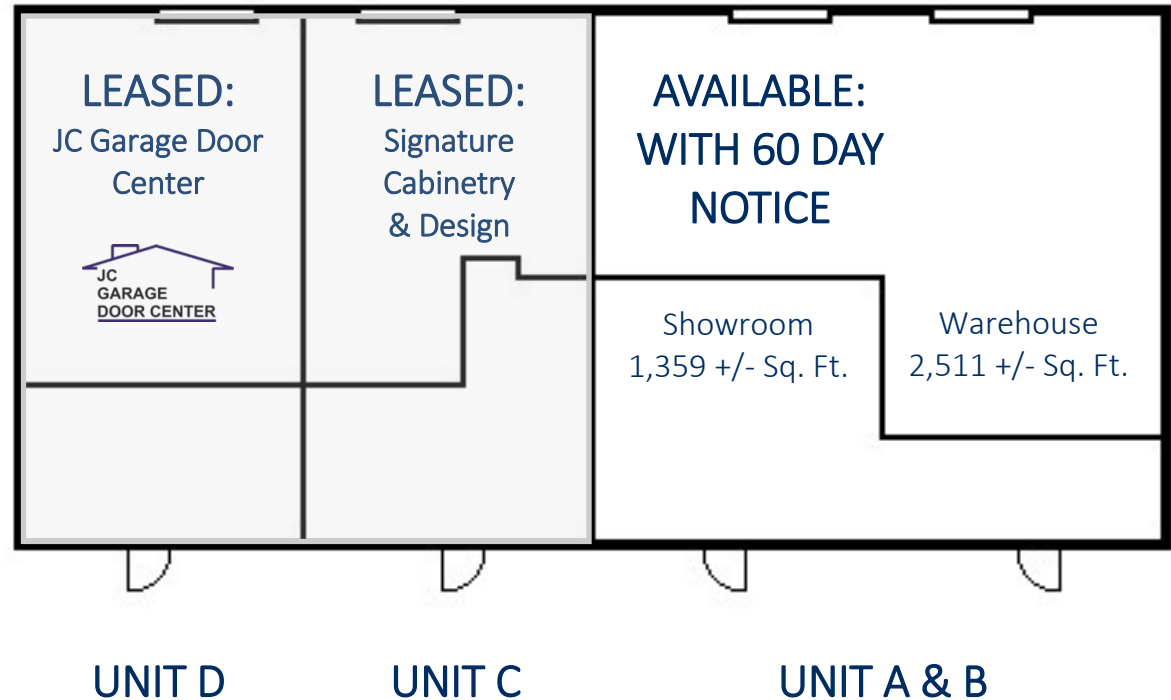 LEASED:
JC Garage Door
Center
JC
GARAGE
DOOR CENTER
LEASED:
Signature
Cabinetry
& Design
AVAILABLE:
WITH 60 DAY
NOTICE
Showroom
1,359 +/- Sq. Ft.
Warehouse
2,511 +/- Sq. Ft.
UNIT D
UNIT C
UNIT A & B